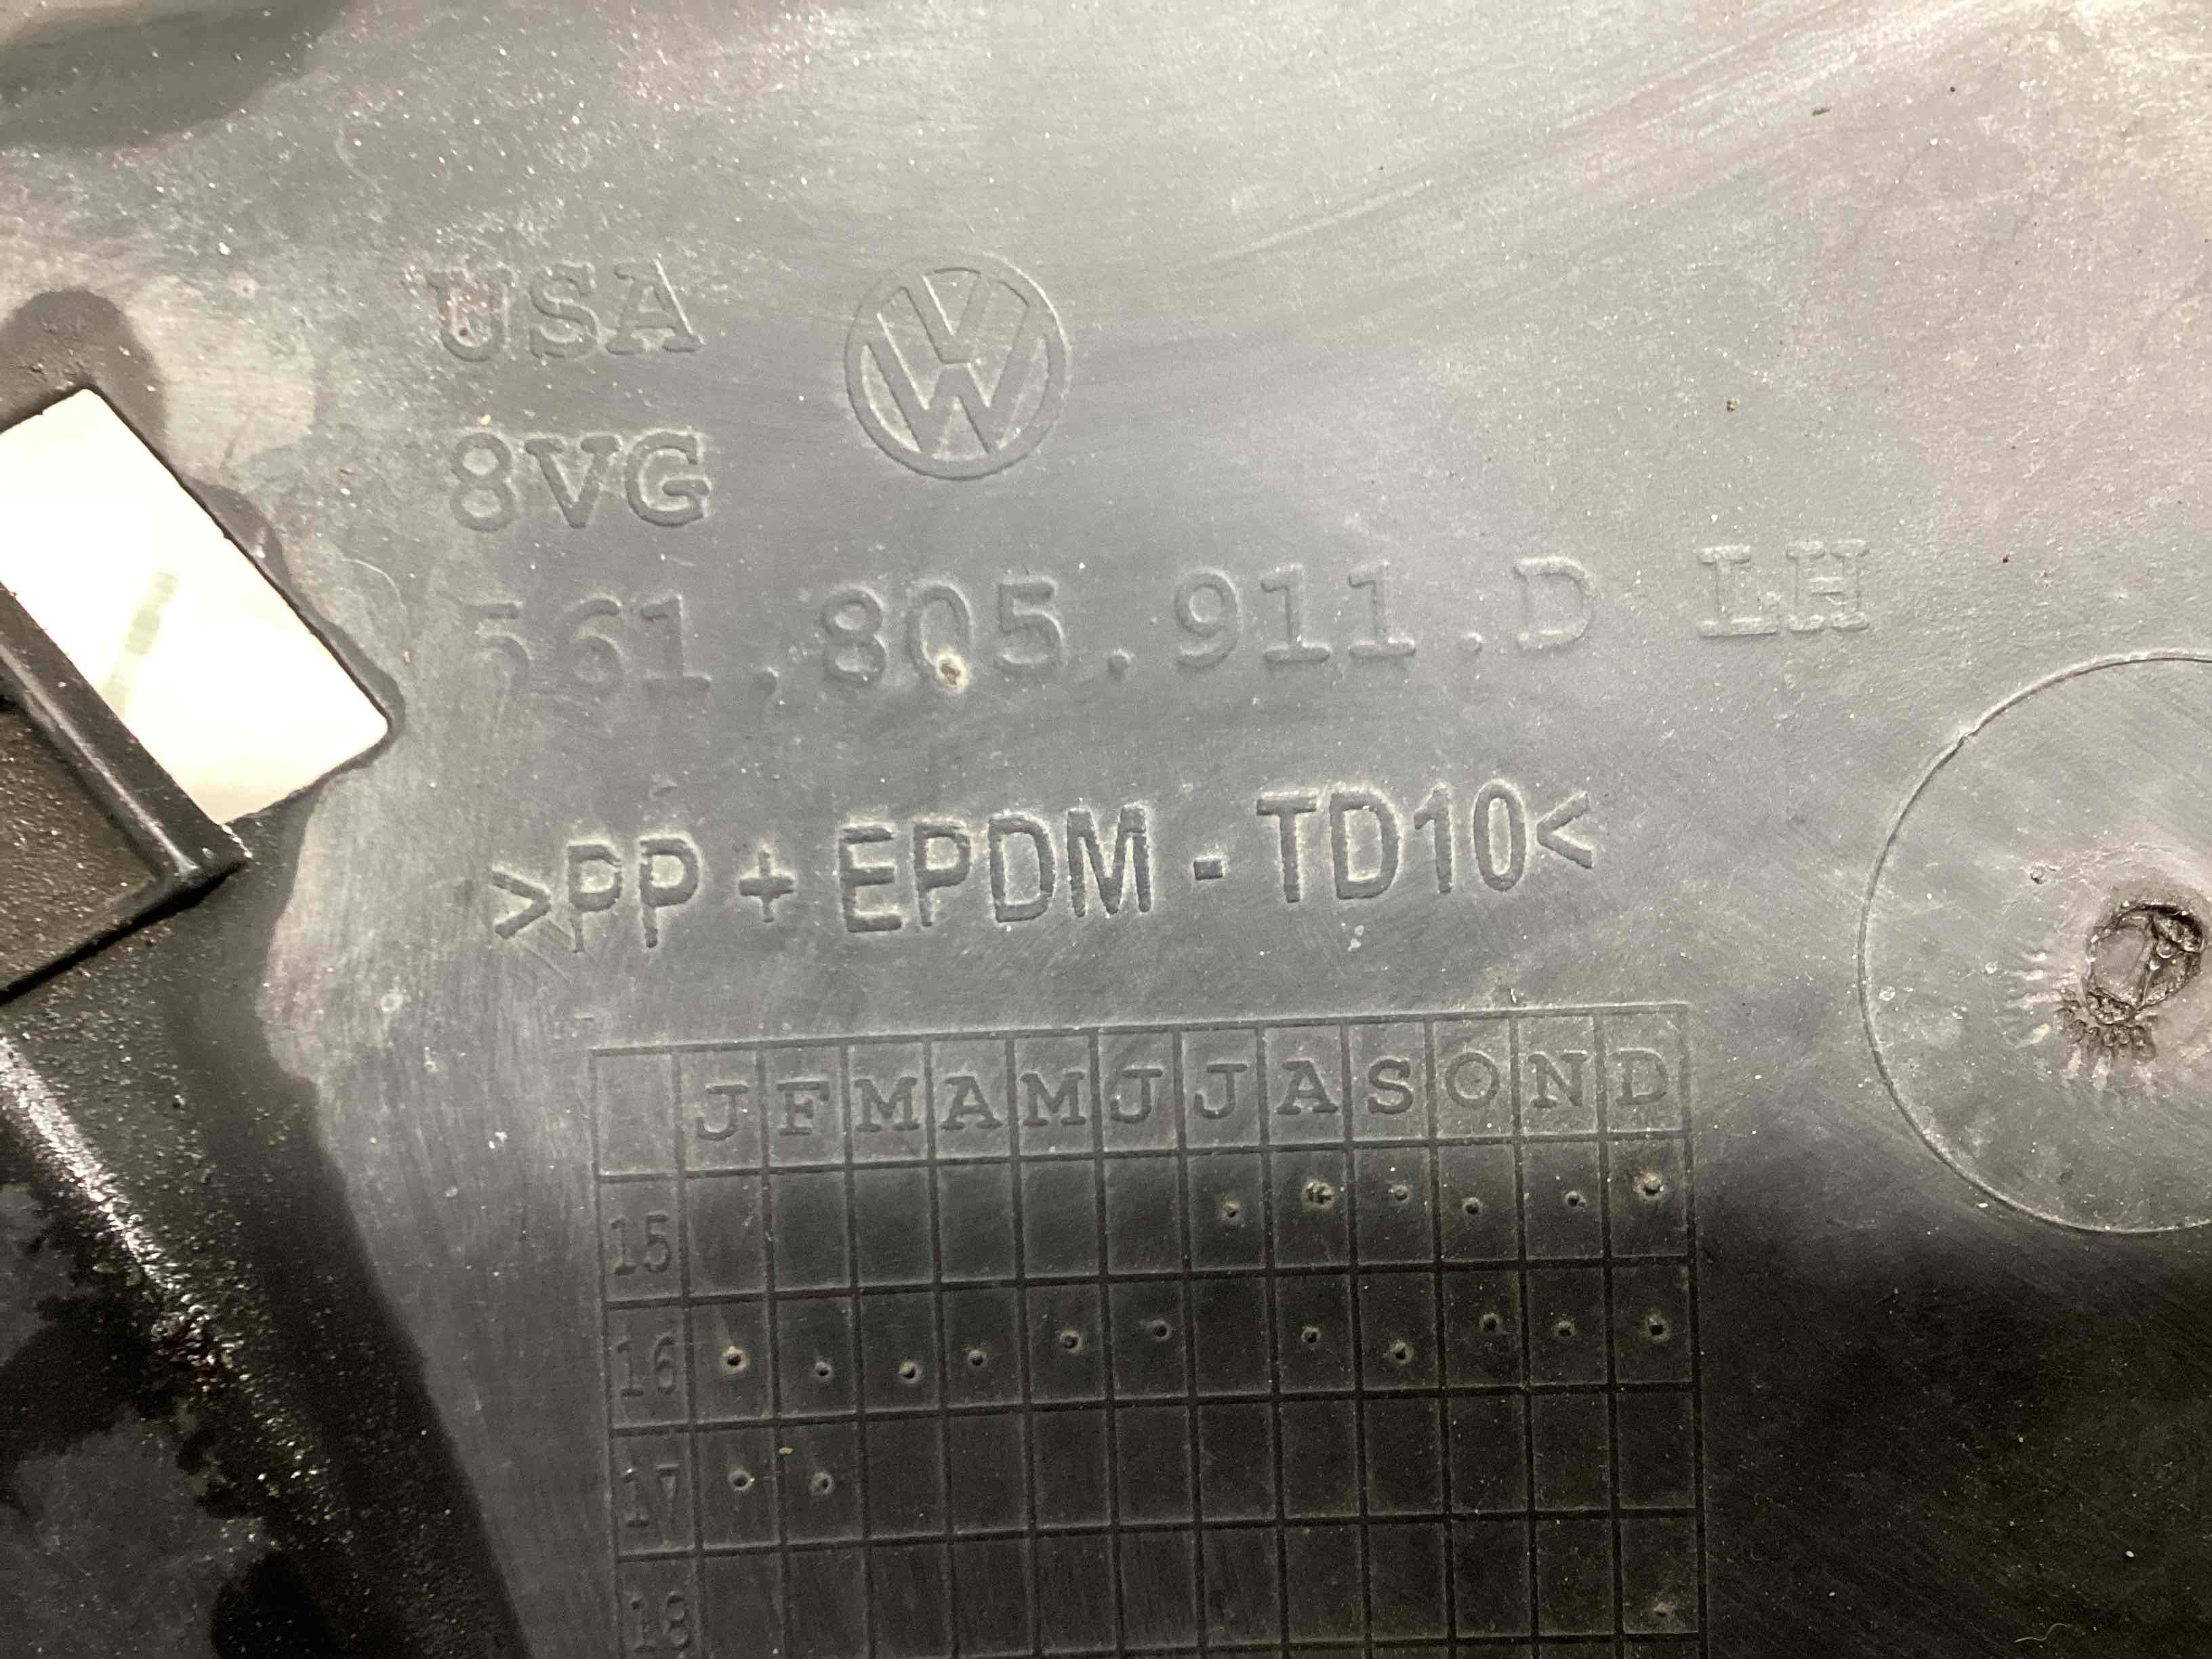 USA
8VG
561.805.911.D LH
>PP + EPDM - TD10<
J F M A M J J A S O N D
15
16
17
18